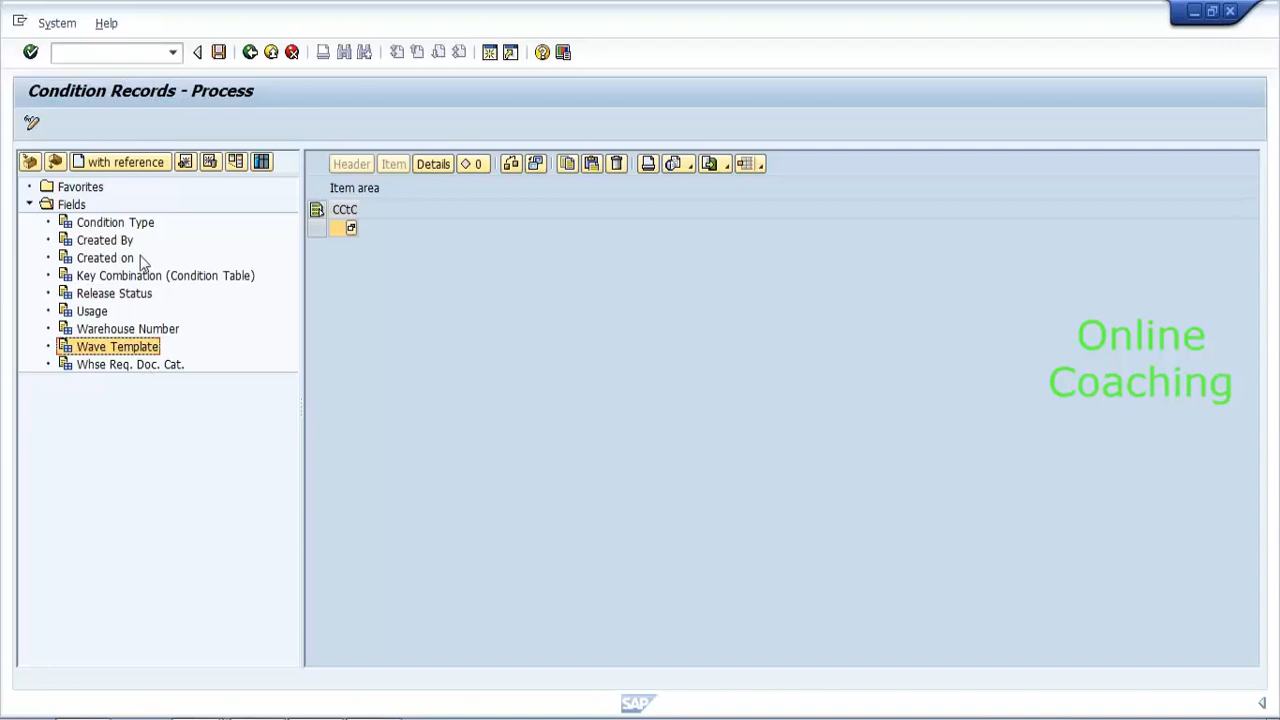 System Help
Condition Records - Process
with reference
Header Item Details 0
Favorites
Fields
Condition Type
Created By
Created on
Key Combination (Condition Table)
Release Status
Usage
Warehouse Number
Wave Template
Whse Req. Doc. Cat.
Item area
CCtC
Online
Coaching
SAP